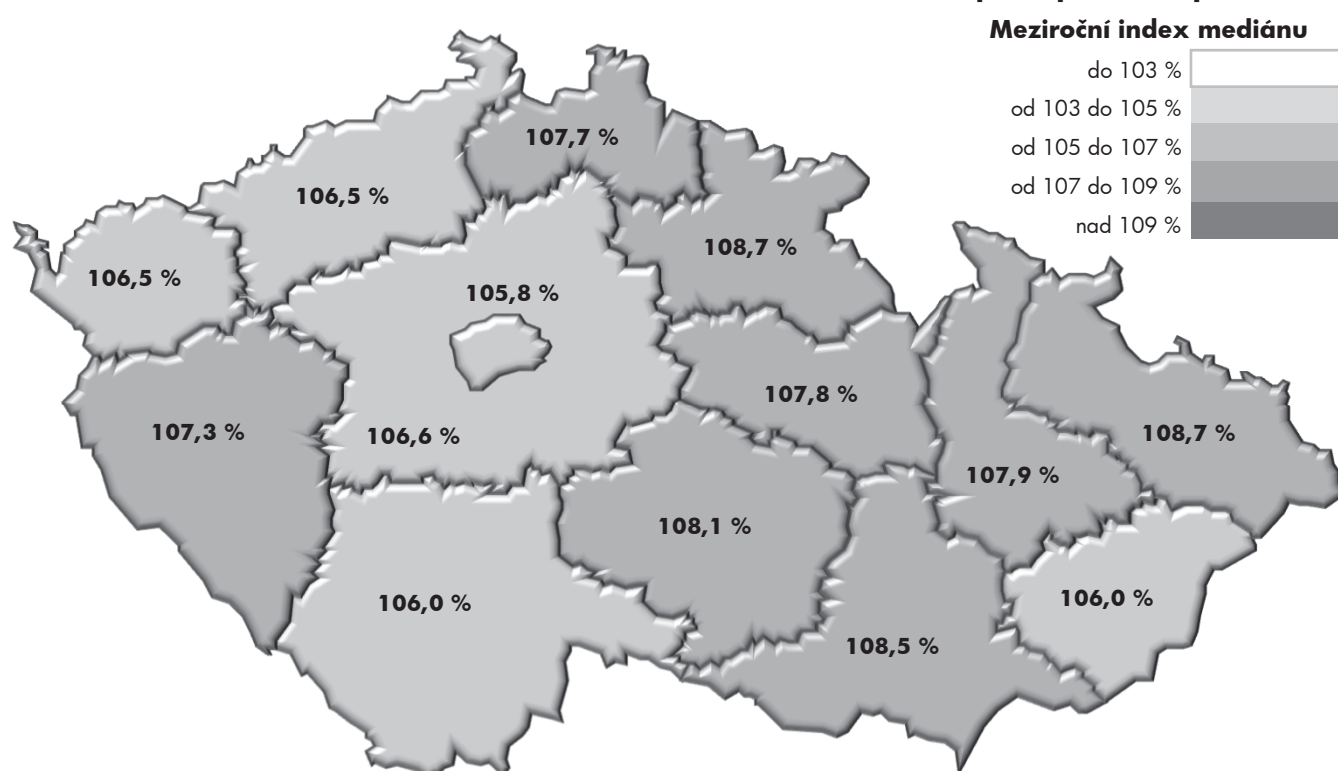 Meziroční index mediánu
do 103 %
od 103 do 105 %
od 105 do 107 %
od 107 do 109 %
nad 109 %
107,7 %
106,5 %
108,7 %
106,5 %
105,8 %
107,8 %
107,3 %
106,6 %
108,7 %
107,9 %
108,1 %
106,0 %
106,0 %
108,5 %